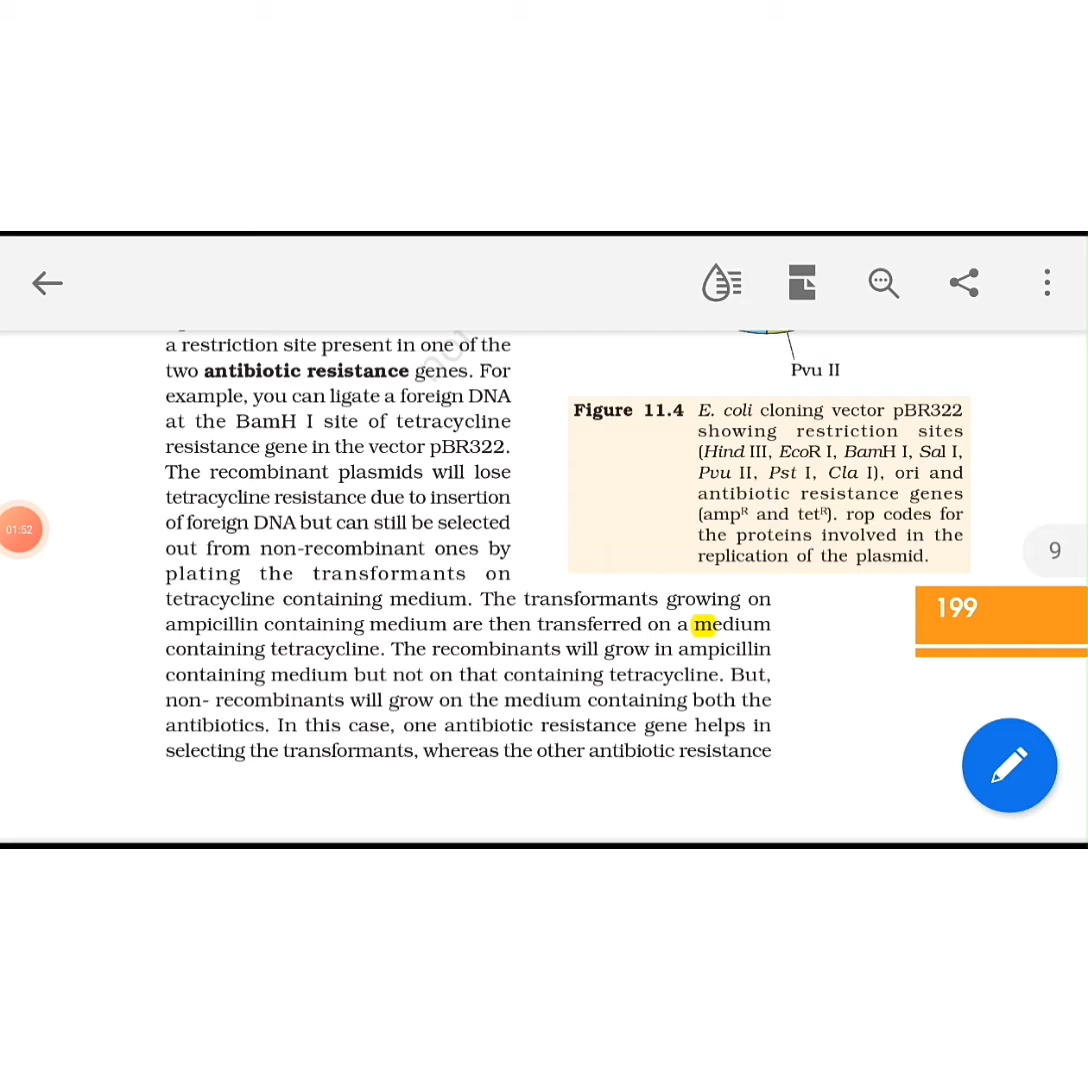 a restriction site present in one of the
two antibiotic resistance genes. For
example, you can ligate a foreign DNA
at the BamH I site of tetracycline
resistance gene in the vector pBR322.
The recombinant plasmids will lose
tetracycline resistance due to insertion
of foreign DNA but can still be selected
out from non-recombinant ones by
plating the transformants on
tetracycline containing medium. The transformants growing on
ampicillin containing medium are then transferred on a medium
containing tetracycline. The recombinants will grow in ampicillin
containing medium but not on that containing tetracycline. But,
non- recombinants will grow on the medium containing both the
antibiotics. In this case, one antibiotic resistance gene helps in
selecting the transformants, whereas the other antibiotic resistance
Pvu II
Figure 11.4 E. coli cloning vector pBR322
showing restriction sites
(Hind III, EcoR I, BamH I, Sal I,
Pvu II, Pst I, Cla I), ori and
antibiotic resistance genes
(ampᴿ and tetᴿ). rop codes for
the proteins involved in the
replication of the plasmid.
01:52
9
199